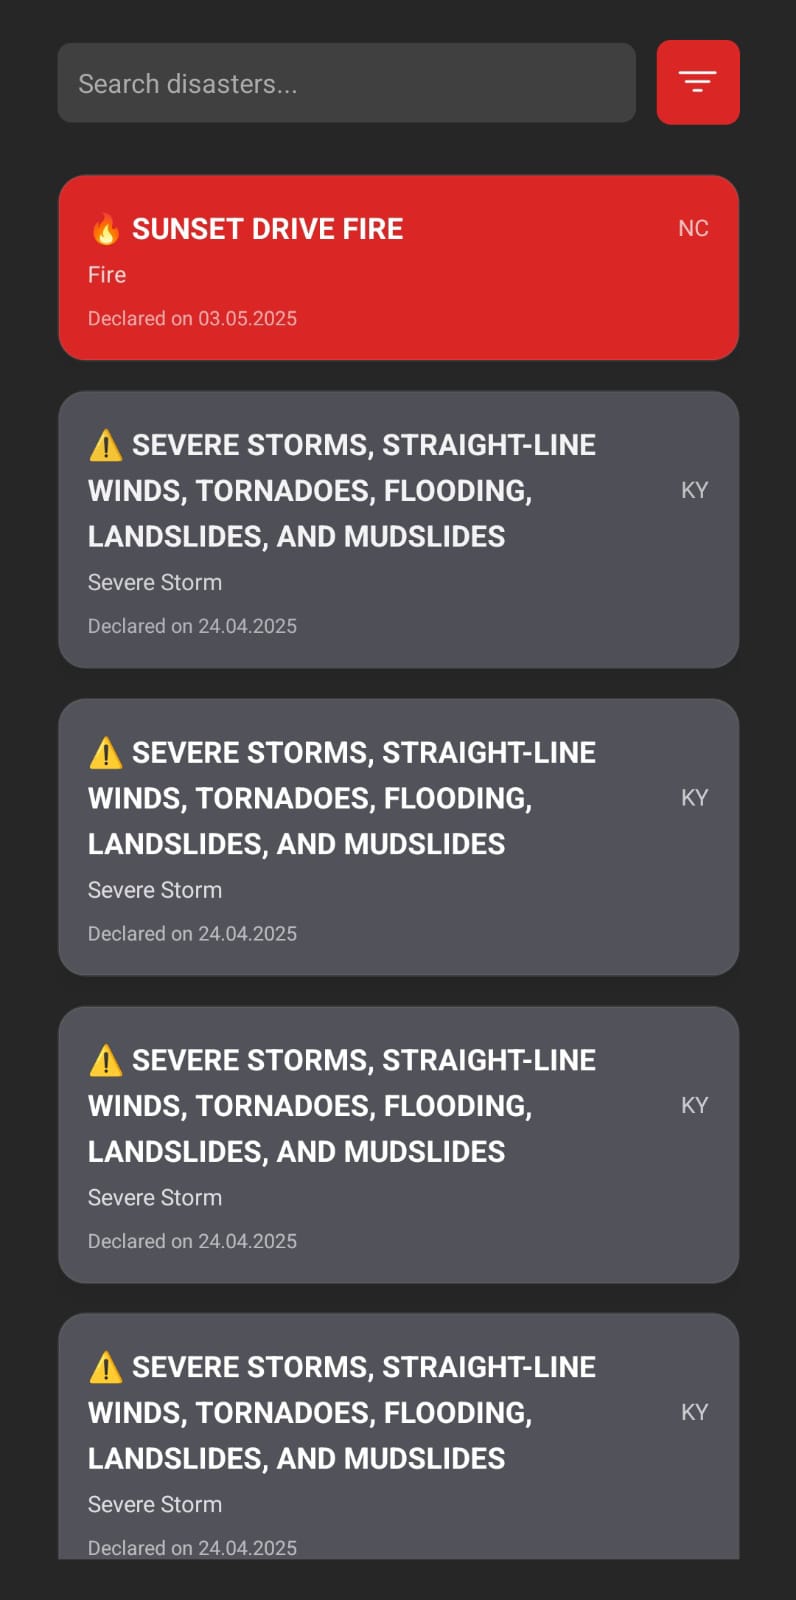 Search disasters...
🔥 SUNSET DRIVE FIRE
NC
Fire
Declared on 03.05.2025
⚠️ SEVERE STORMS, STRAIGHT-LINE
WINDS, TORNADOES, FLOODING,
KY
LANDSLIDES, AND MUDSLIDES
Severe Storm
Declared on 24.04.2025
⚠️ SEVERE STORMS, STRAIGHT-LINE
WINDS, TORNADOES, FLOODING,
KY
LANDSLIDES, AND MUDSLIDES
Severe Storm
Declared on 24.04.2025
⚠️ SEVERE STORMS, STRAIGHT-LINE
WINDS, TORNADOES, FLOODING,
KY
LANDSLIDES, AND MUDSLIDES
Severe Storm
Declared on 24.04.2025
⚠️ SEVERE STORMS, STRAIGHT-LINE
WINDS, TORNADOES, FLOODING,
KY
LANDSLIDES, AND MUDSLIDES
Severe Storm
Declared on 24.04.2025